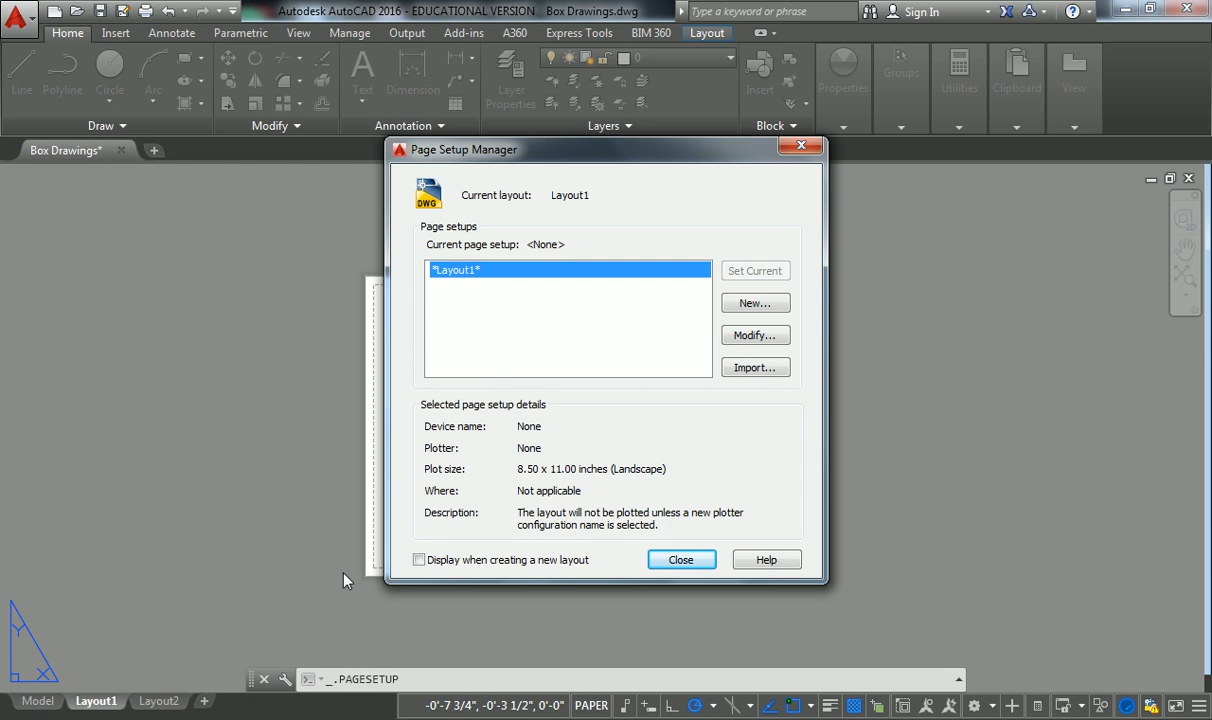 Autodesk AutoCAD 2016 - EDUCATIONAL VERSION Box Drawings.dwg
Type a keyword or phrase
Sign In
Home Insert Annotate Parametric View Manage Output Add-ins A360 Express Tools BIM 360 Layout
Line Polyline Circle Arc
Text Dimension
Layer
Properties
0
Insert
Properties Groups Utilities Clipboard View
Draw Modify Annotation Layers Block
Box Drawings*
Page Setup Manager
DWG
Current layout: Layout1
Page setups
Current page setup: <None>
*Layout1*
Set Current
New...
Modify...
Import...
Selected page setup details
Device name: None
Plotter: None
Plot size: 8.50 x 11.00 inches (Landscape)
Where: Not applicable
Description: The layout will not be plotted unless a new plotter
configuration name is selected.
Display when creating a new layout
Close Help
Y
X
_.PAGESETUP
Model Layout1 Layout2
-0'-7 3/4", -0'-3 1/2", 0'-0" PAPER